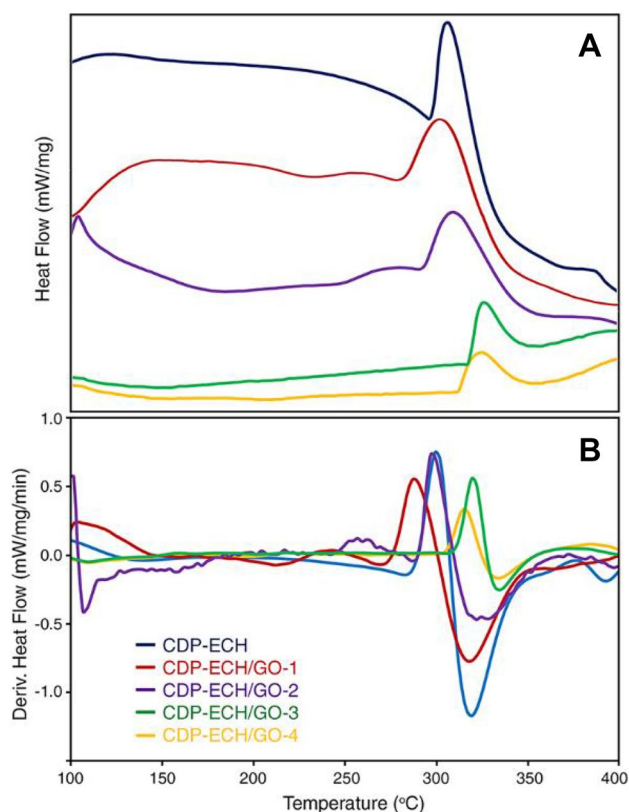 A
Heat Flow (mW/mg)
1.0
B
0.5
0.0
-0.5
-1.0
Deriv. Heat Flow (mW/mg/min)
CDP-ECH
CDP-ECH/GO-1
CDP-ECH/GO-2
CDP-ECH/GO-3
CDP-ECH/GO-4
100 150 200 250 300 350 400
Temperature (°C)